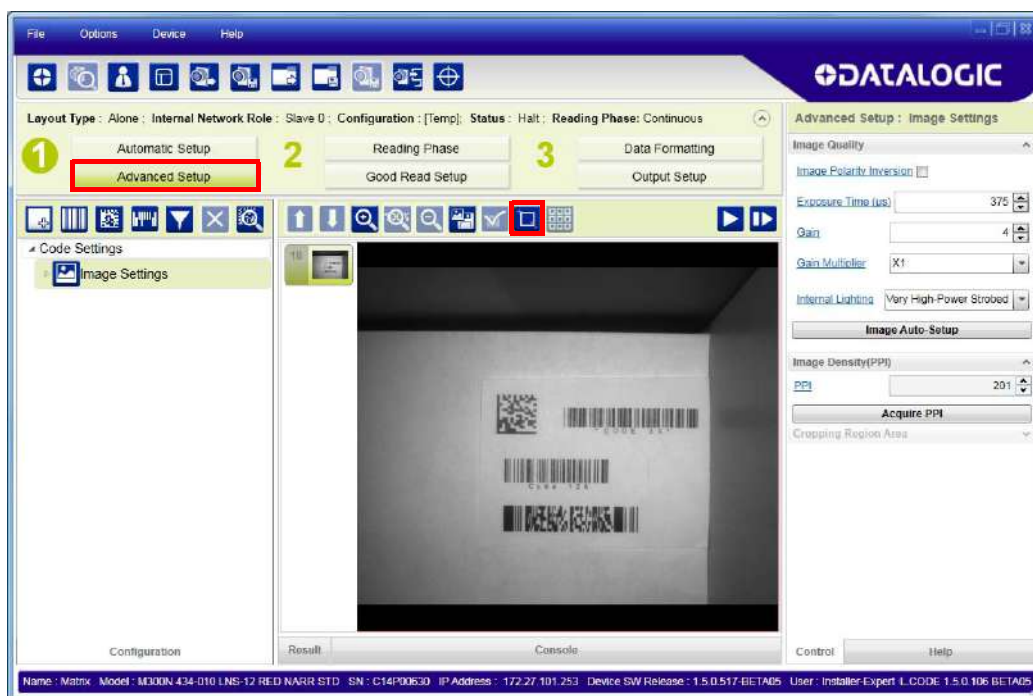 File Options Device Help
DATALOGIC
Layout Type : Alone ; Internal Network Role : Slave 0 ; Configuration : [Temp]; Status : Halt ; Reading Phase: Continuous
1 Automatic Setup 2 Reading Phase 3 Data Formatting
Advanced Setup Good Read Setup Output Setup
Code Settings
Image Settings
18
Configuration
Result Console
Advanced Setup : Image Settings
Image Quality
Image Polarity Inversion
Exposure Time (us) 375
Gain 4
Gain Multiplier X1
Internal Lighting Very High-Power Strobed
Image Auto-Setup
Image Density(PPI)
PPI 201
Acquire PPI
Cropping Region Area
Control Help
Name : Matrix Model : M300N 434-010 LNS-12 RED NARR STD SN : C14P00630 IP Address : 172.27.101.253 Device SW Release : 1.5.0.517-BETA05 User : Installer-Expert IL.CODE 1.5.0.106 BETA05